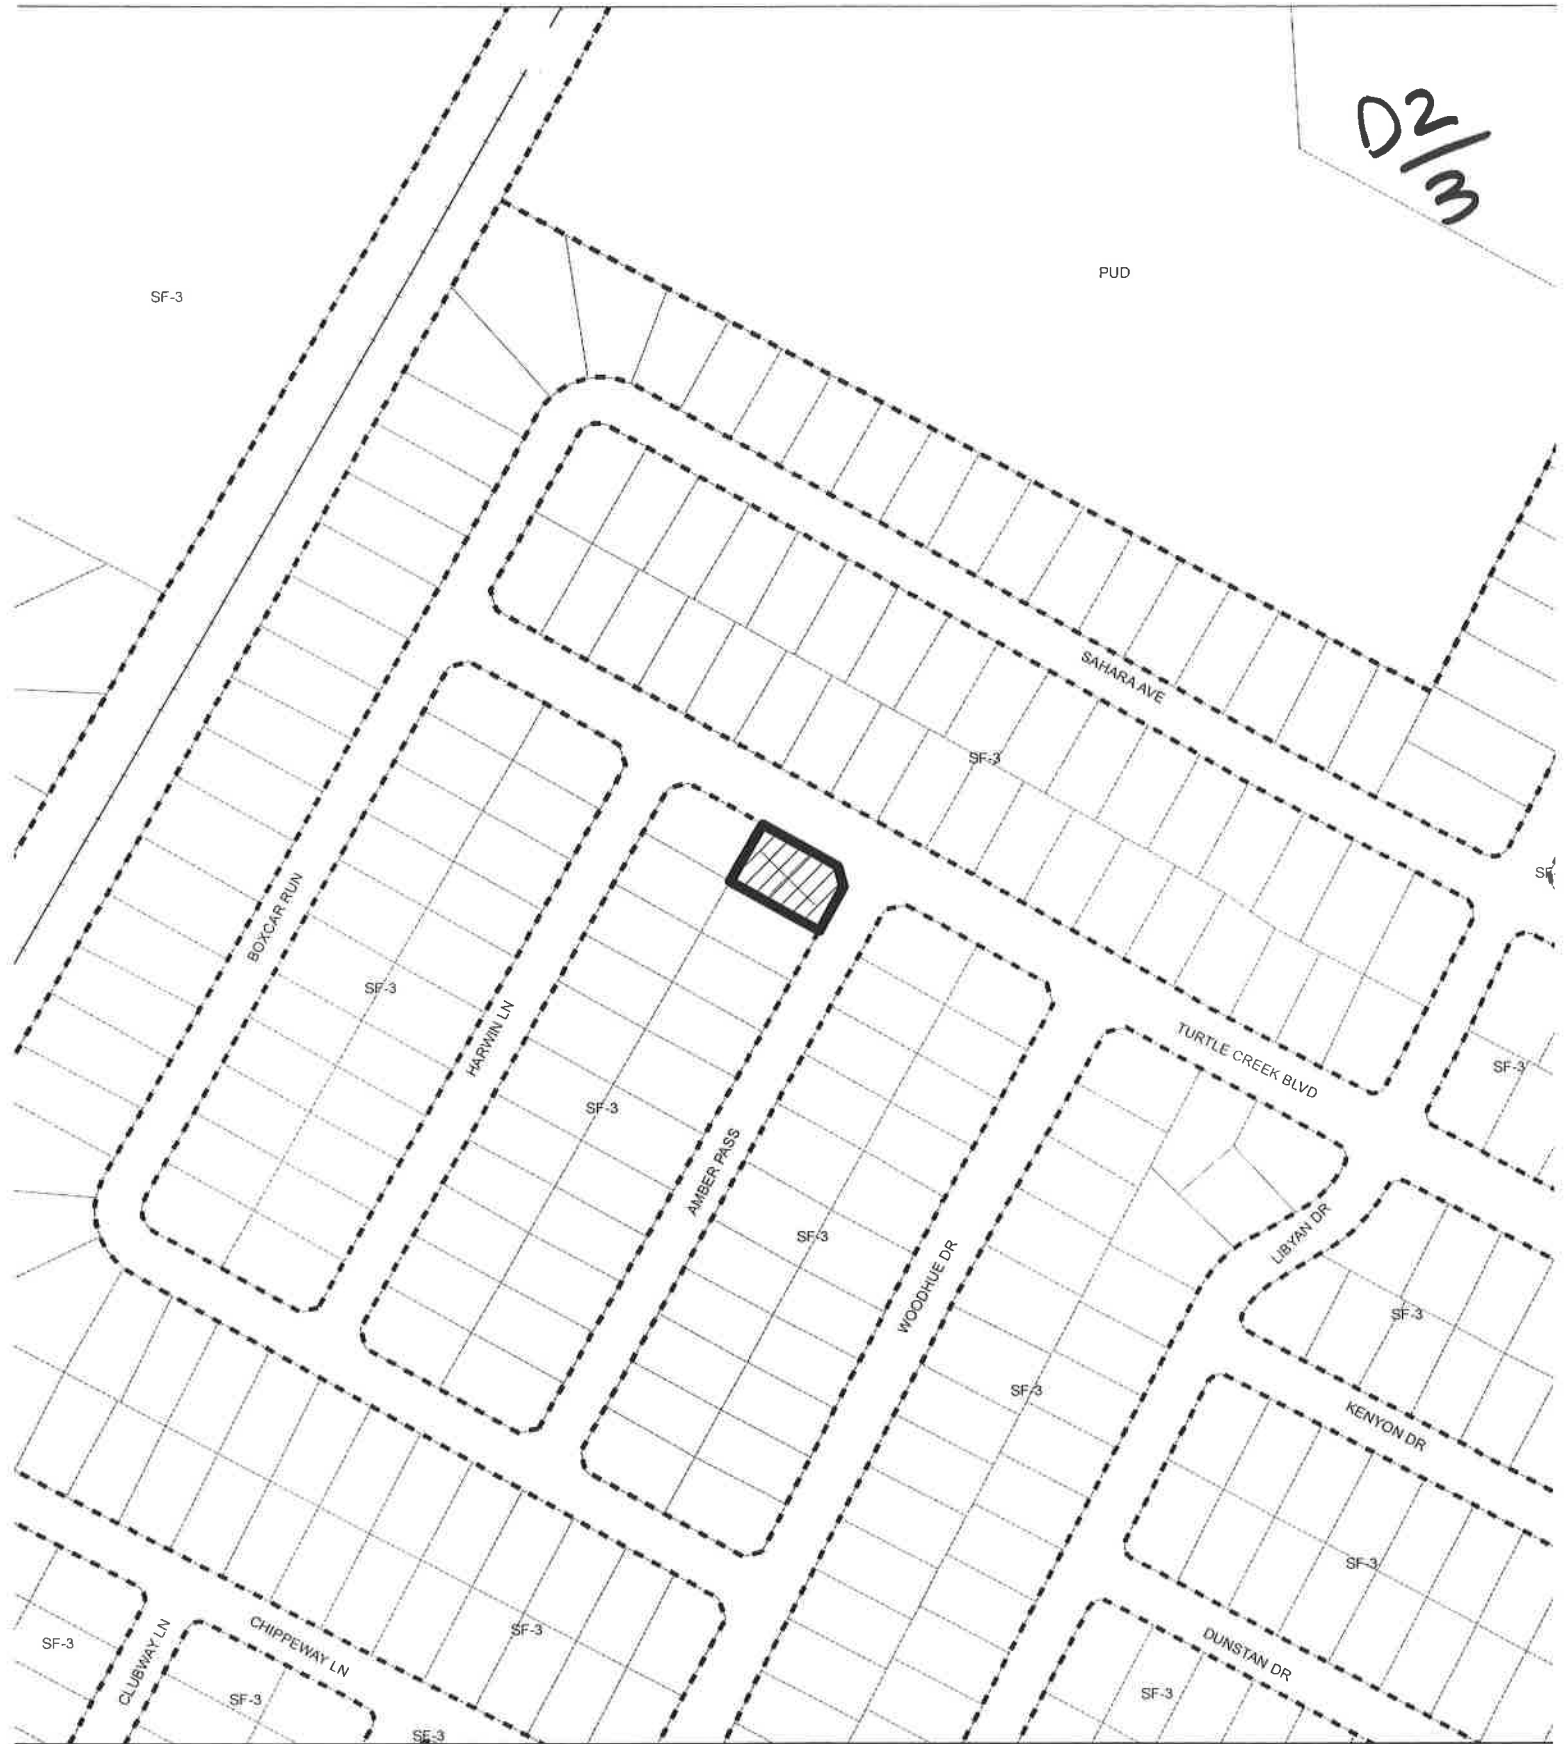 D2/3
PUD
SF-3
SAHARA AVE
SF-3
BOXCAR RUN
SF-3
HARWIN LN
TURTLE CREEK BLVD
SF-3
SF-3
AMBER PASS
SF-3
LIBYAN DR
WOODHUE DR
SF-3
SF-3
KENYON DR
SF-3
CLUBWAY LN
CHIPPEWAY LN
SF-3
SF-3
DUNSTAN DR
SF-3
SF-3
SF-3